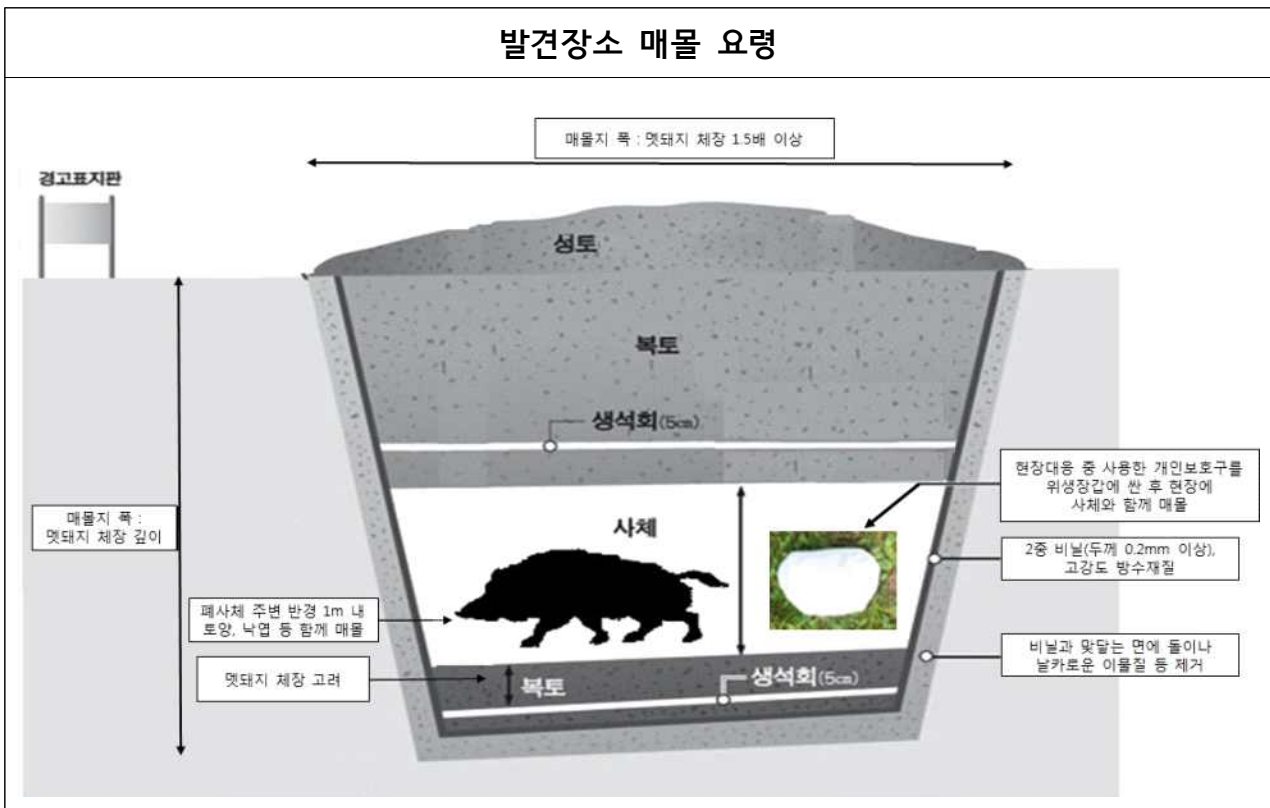 발견장소 매몰 요령
매몰지 폭 : 멧돼지 체장 1.5배 이상
경고표지판
성토
복토
생석회(5㎝)
현장대응 중 사용한 개인보호구를
위생장갑에 싼 후 현장에
사체와 함께 매몰
매몰지 폭 :
멧돼지 체장 깊이
사체
2중 비닐(두께 0.2mm 이상),
고강도 방수재질
폐사체 주변 반경 1m 내
토양, 낙엽 등 함께 매몰
비닐과 맞닿는 면에 돌이나
날카로운 이물질 등 제거
멧돼지 체장 고려
복토
생석회(5㎝)